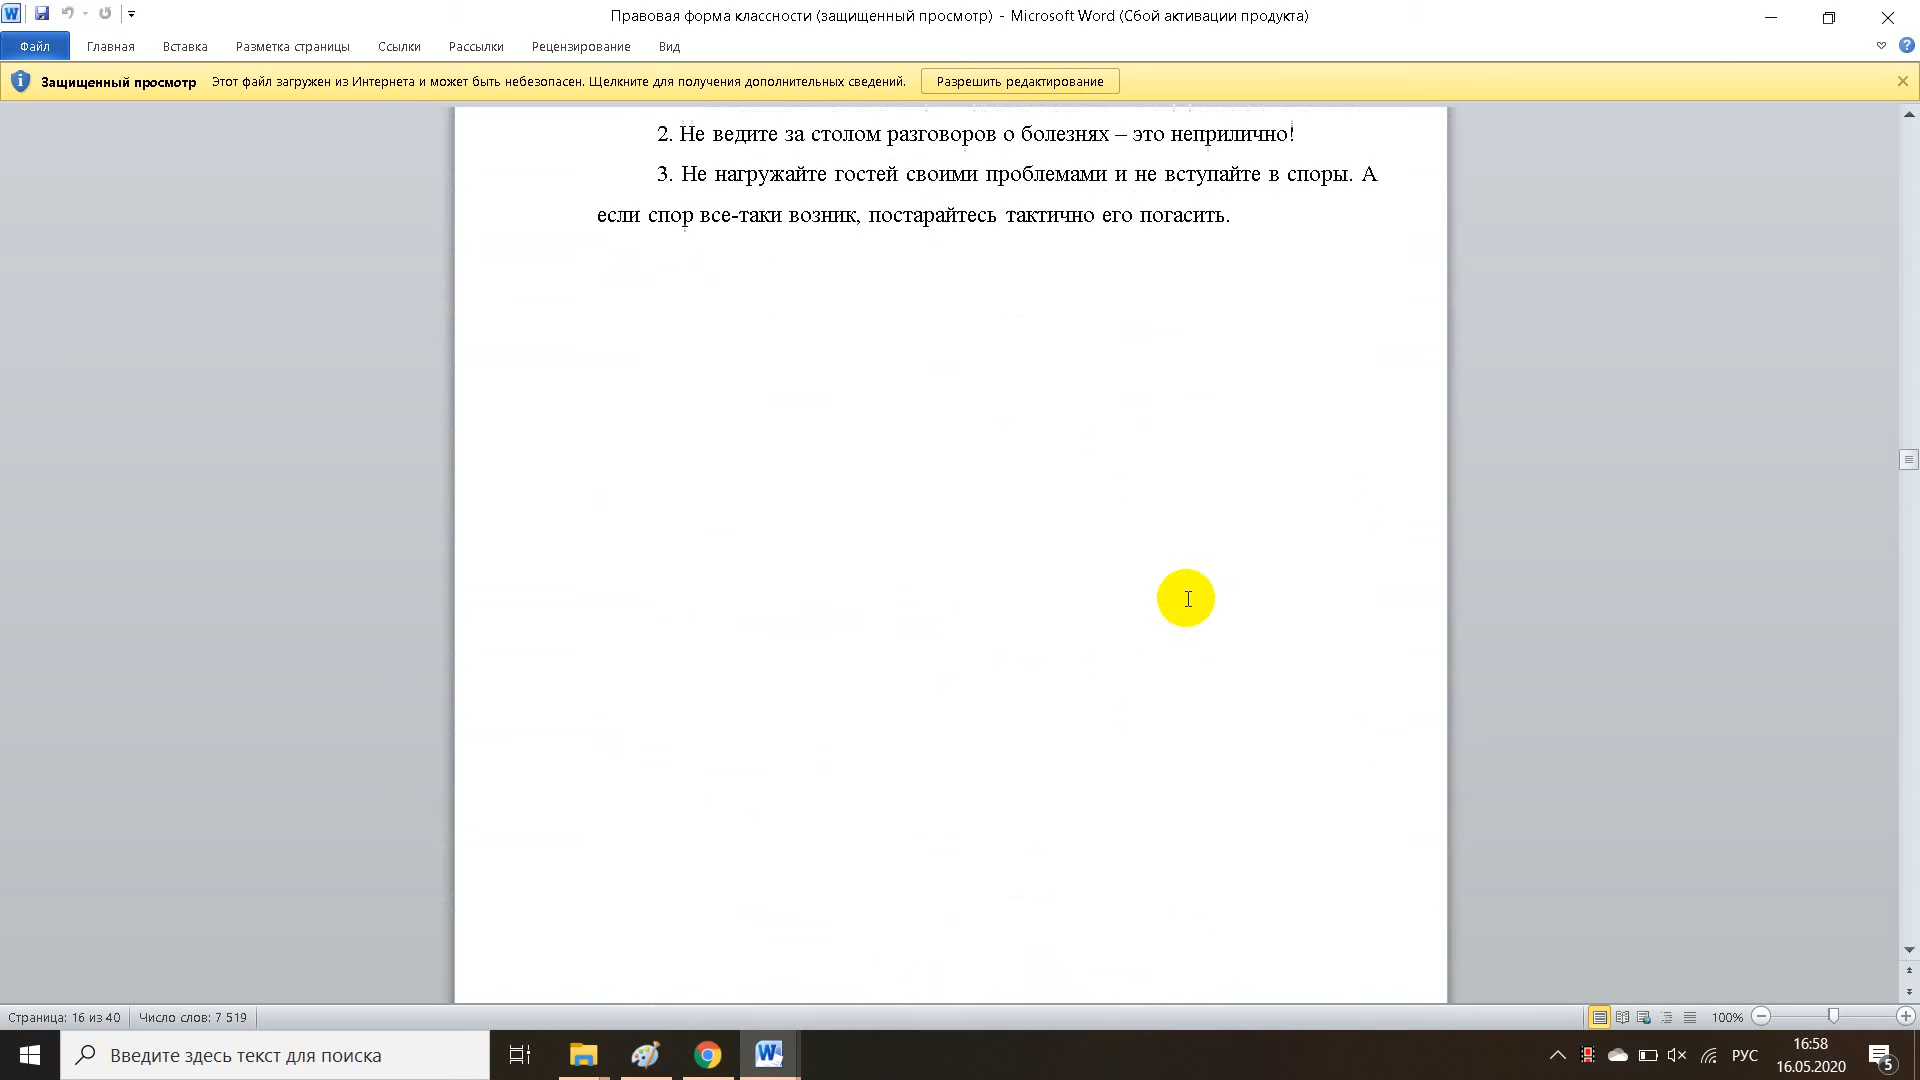 Правовая форма классности (защищенный просмотр) - Microsoft Word (Сбой активации продукта)
Файл Главная Вставка Разметка страницы Ссылки Рассылки Рецензирование Вид
Защищенный просмотр Этот файл загружен из Интернета и может быть небезопасен. Щелкните для получения дополнительных сведений. Разрешить редактирование
2. Не ведите за столом разговоров о болезнях – это неприлично!
3. Не нагружайте гостей своими проблемами и не вступайте в споры. А
если спор все-таки возник, постарайтесь тактично его погасить.
Страница: 16 из 40 Число слов: 7 519 100%
Введите здесь текст для поиска РУС 16:58
16.05.2020 5